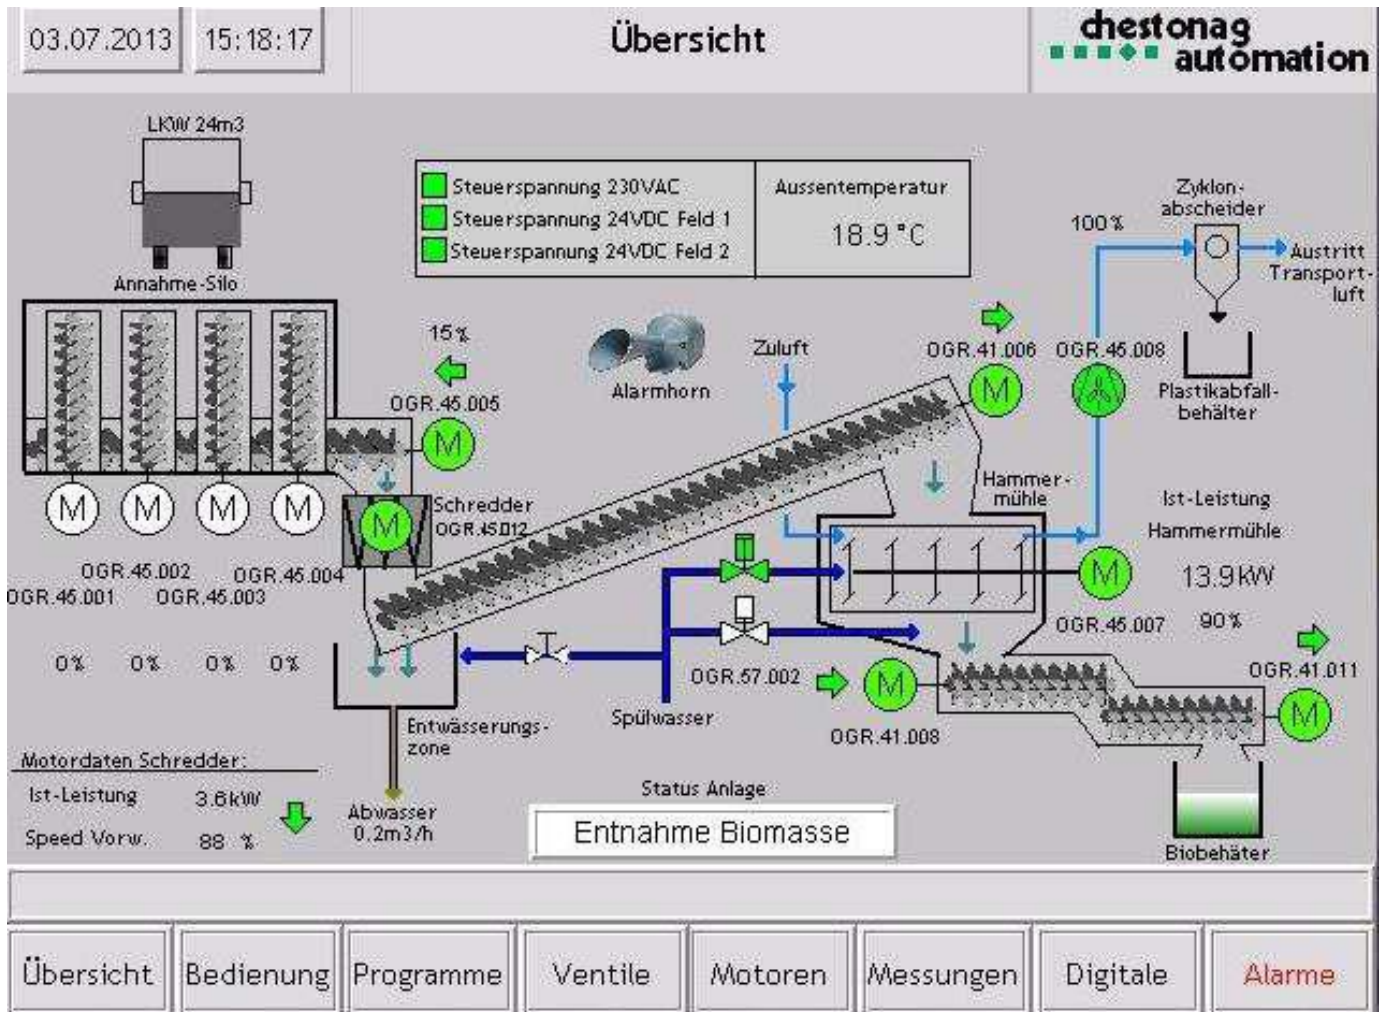 03.07.2013
15:18:17
Übersicht
chestonag
automation
LKW 24m3
Annahme-Silo
Steuerspannung 230VAC
Steuerspannung 24VDC Feld 1
Steuerspannung 24VDC Feld 2
Aussentemperatur
18.9 °C
Zyklon-
abscheider
100 %
Austritt
Transport-
luft
15 %
OGR.45.005
M
Alarmhorn
Zuluft
OGR.41.006
M
OGR.45.008
Plastikabfall-
behälter
M M M M
Schredder
OGR.45.012
M
Hammer-
mühle
Ist-Leistung
Hammermühle
13.9 kW
90 %
M
OGR.45.007
OGR.45.002
OGR.45.004
OGR.45.001
OGR.45.003
0 % 0 % 0 % 0 %
OGR.57.002
M
OGR.41.008
OGR.41.011
M
Spülwasser
Entwässerungs-
zone
Motordaten Schredder:
Ist-Leistung 3.6kW
Speed Vorw. 88 %
Abwasser
0.2m3/h
Status Anlage
Entnahme Biomasse
Biobehäter
Übersicht
Bedienung
Programme
Ventile
Motoren
Messungen
Digitale
Alarme